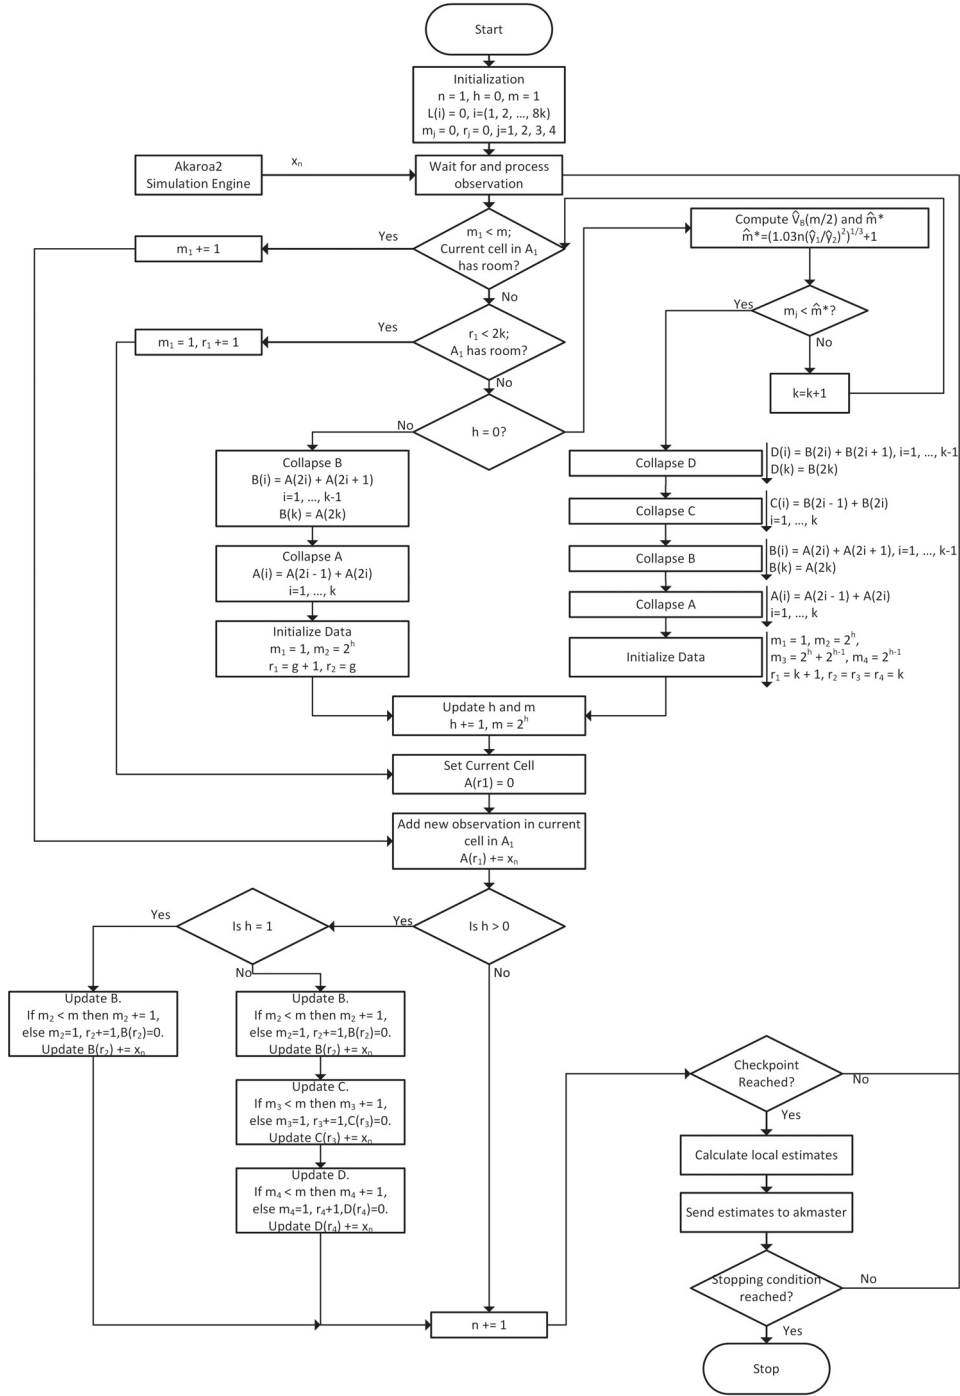 Start
Initialization
n = 1, h = 0, m = 1
L(i) = 0, i=(1, 2, ..., 8k)
mⱼ = 0, rⱼ = 0, j=1, 2, 3, 4
Akaroa2
Simulation Engine
xₙ
Wait for and process
observation
m₁ < m;
Current cell in A₁
has room?
Yes
m₁ += 1
No
Compute V̂_B(m/2) and m̂*
m̂*=(1.03n(ŷ₁/ŷ₂)²)^1/3+1
mⱼ < m̂*?
Yes
No
k=k+1
r₁ < 2k;
A₁ has room?
Yes
m₁ = 1, r₁ += 1
No
h = 0?
No
Collapse B
B(i) = A(2i) + A(2i + 1)
i=1, ..., k-1
B(k) = A(2k)
Collapse A
A(i) = A(2i - 1) + A(2i)
i=1, ..., k
Initialize Data
m₁ = 1, m₂ = 2ʰ
r₁ = g + 1, r₂ = g
Collapse D
D(i) = B(2i) + B(2i + 1), i=1, ..., k-1
D(k) = B(2k)
Collapse C
C(i) = B(2i - 1) + B(2i)
i=1, ..., k
Collapse B
B(i) = A(2i) + A(2i + 1), i=1, ..., k-1
B(k) = A(2k)
Collapse A
A(i) = A(2i - 1) + A(2i)
i=1, ..., k
Initialize Data
m₁ = 1, m₂ = 2ʰ,
m₃ = 2ʰ + 2ʰ⁻¹, m₄ = 2ʰ⁻¹
r₁ = k + 1, r₂ = r₃ = r₄ = k
Update h and m
h += 1, m = 2ʰ
Set Current Cell
A(r1) = 0
Add new observation in current
cell in A₁
A(r₁) += xₙ
Is h > 0
Yes
No
Is h = 1
Yes
No
Update B.
If m₂ < m then m₂ += 1,
else m₂=1, r₂+=1,B(r₂)=0.
Update B(r₂) += xₙ
Update B.
If m₂ < m then m₂ += 1,
else m₂=1, r₂+=1,B(r₂)=0.
Update B(r₂) += xₙ
Update C.
If m₃ < m then m₃ += 1,
else m₃=1, r₃+=1,C(r₃)=0.
Update C(r₃) += xₙ
Update D.
If m₄ < m then m₄ += 1,
else m₄=1, r₄+1,D(r₄)=0.
Update D(r₄) += xₙ
n += 1
Checkpoint
Reached?
No
Yes
Calculate local estimates
Send estimates to akmaster
Stopping condition
reached?
No
Yes
Stop